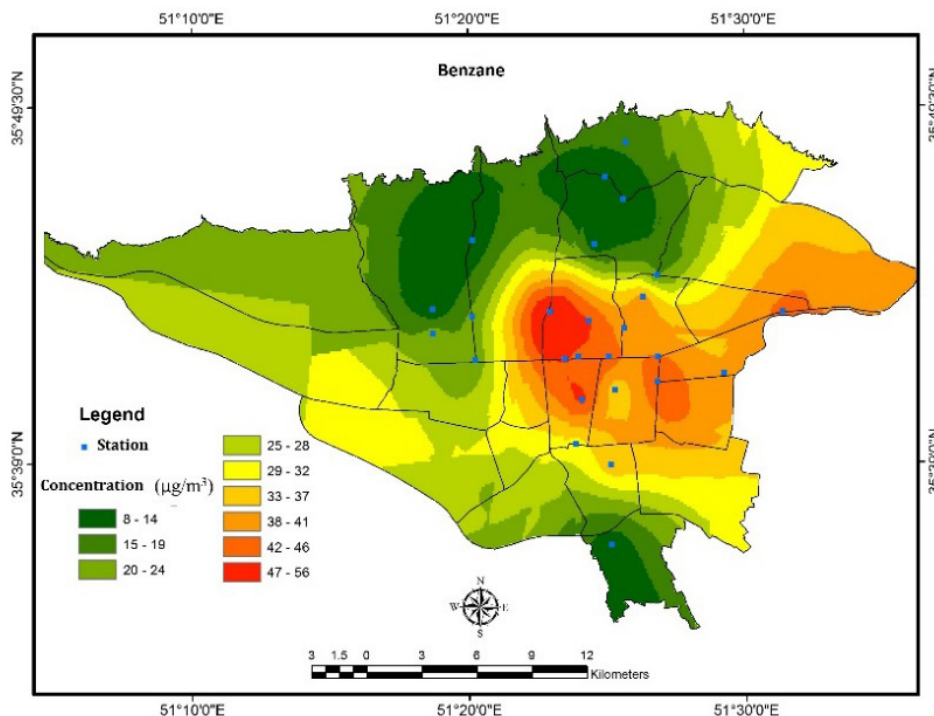 51°10'0"E
51°20'0"E
51°30'0"E
Benzane
35°49'30"N
35°49'30"N
Legend
Station
Concentration (µg/m³)
8 - 14
15 - 19
20 - 24
25 - 28
29 - 32
33 - 37
38 - 41
42 - 46
47 - 56
35°39'0"N
35°39'0"N
N
W
E
S
3 1.5 0 3 6 9 12
Kilometers
51°10'0"E
51°20'0"E
51°30'0"E